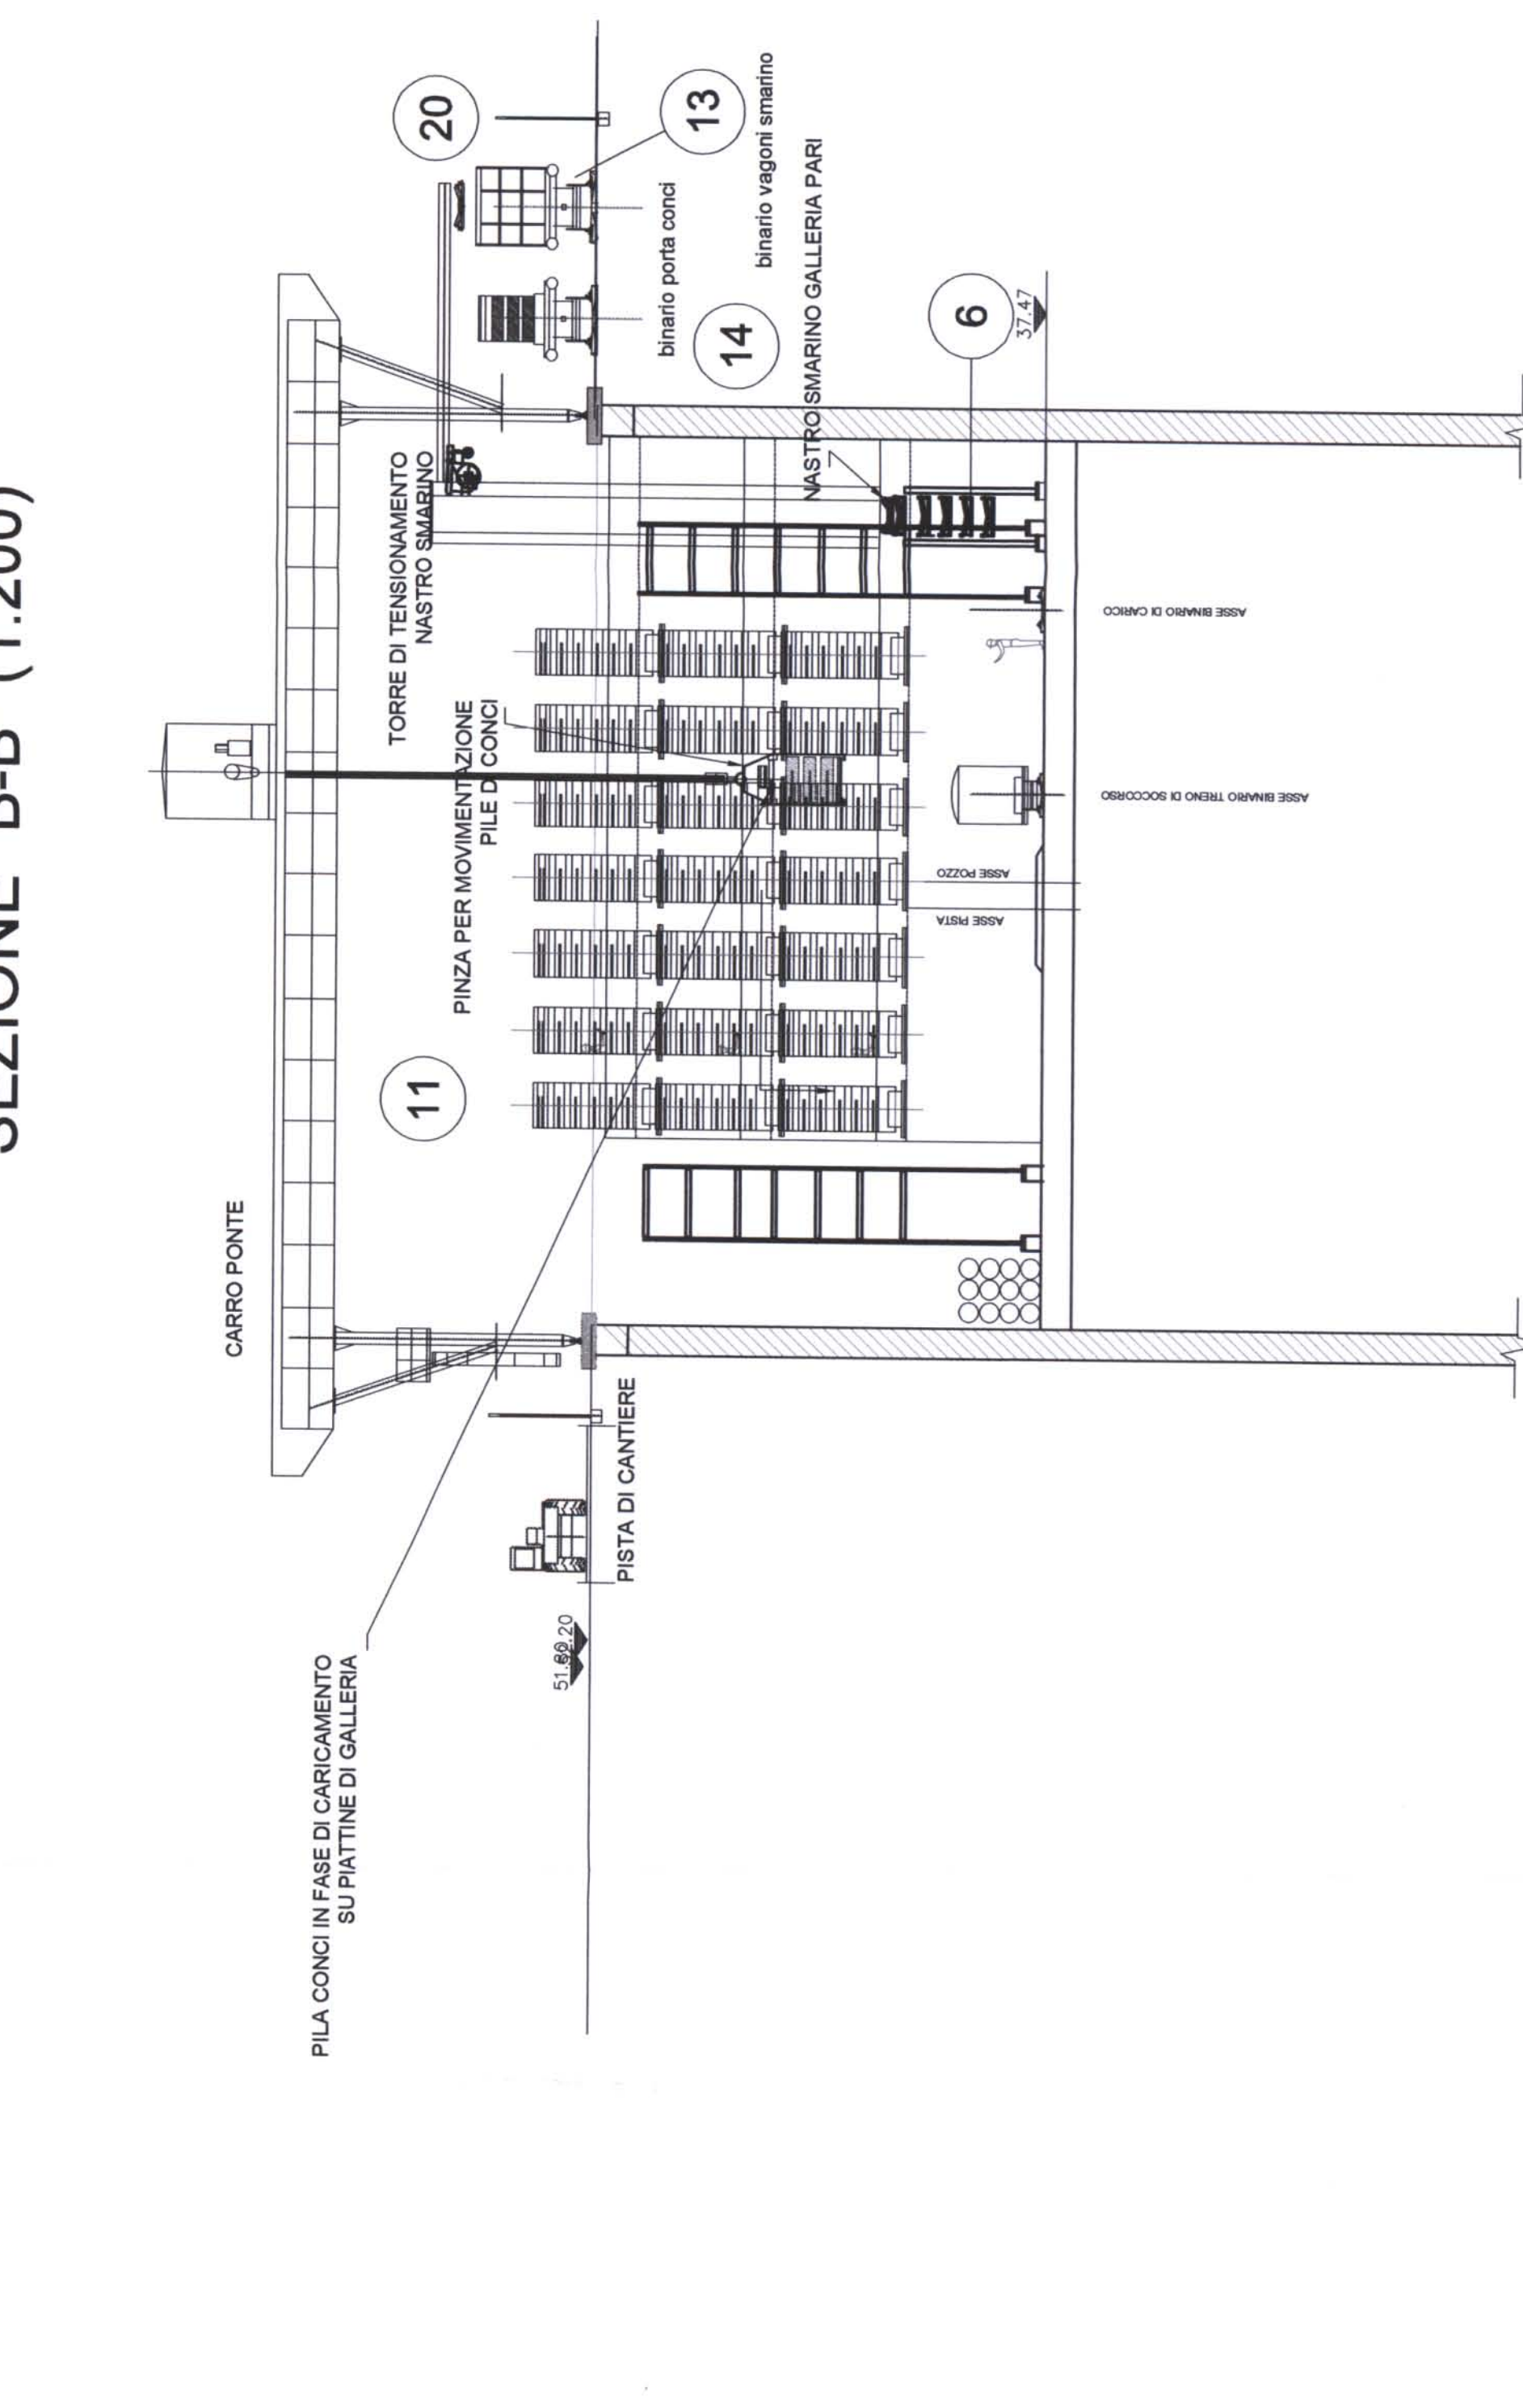 SEZIONE B-B (1:200)
CARRO PONTE
PILA CONCI IN FASE DI CARICAMENTO
SU PIATTINE DI GALLERIA
11
TORRE DI TENSIONAMENTO
NASTRO SMARINO
20
PINZA PER MOVIMENTAZIONE
PILE DI CONCI
13
binario porta conci
binario vagoni smarino
14
NASTRO SMARINO GALLERIA PARI
PISTA DI CANTIERE
6
37.47
ASSE POZZO
ASSE PISTA
ASSE BINARIO DI CARICO
ASSE BINARIO TRENO DI SOCCORSO